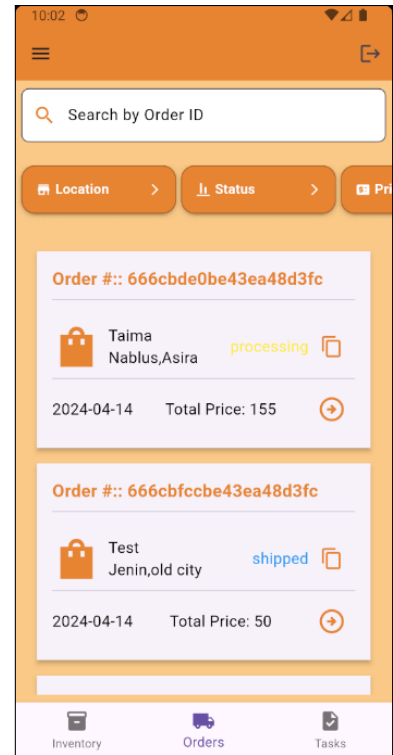 10:02
Search by Order ID
Location
Status
Pri
Order #:: 666cbde0be43ea48d3fc
Taima
Nablus,Asira
processing
2024-04-14 Total Price: 155
Order #:: 666cbfccbe43ea48d3fc
Test
Jenin,old city
shipped
2024-04-14 Total Price: 50
Inventory Orders Tasks